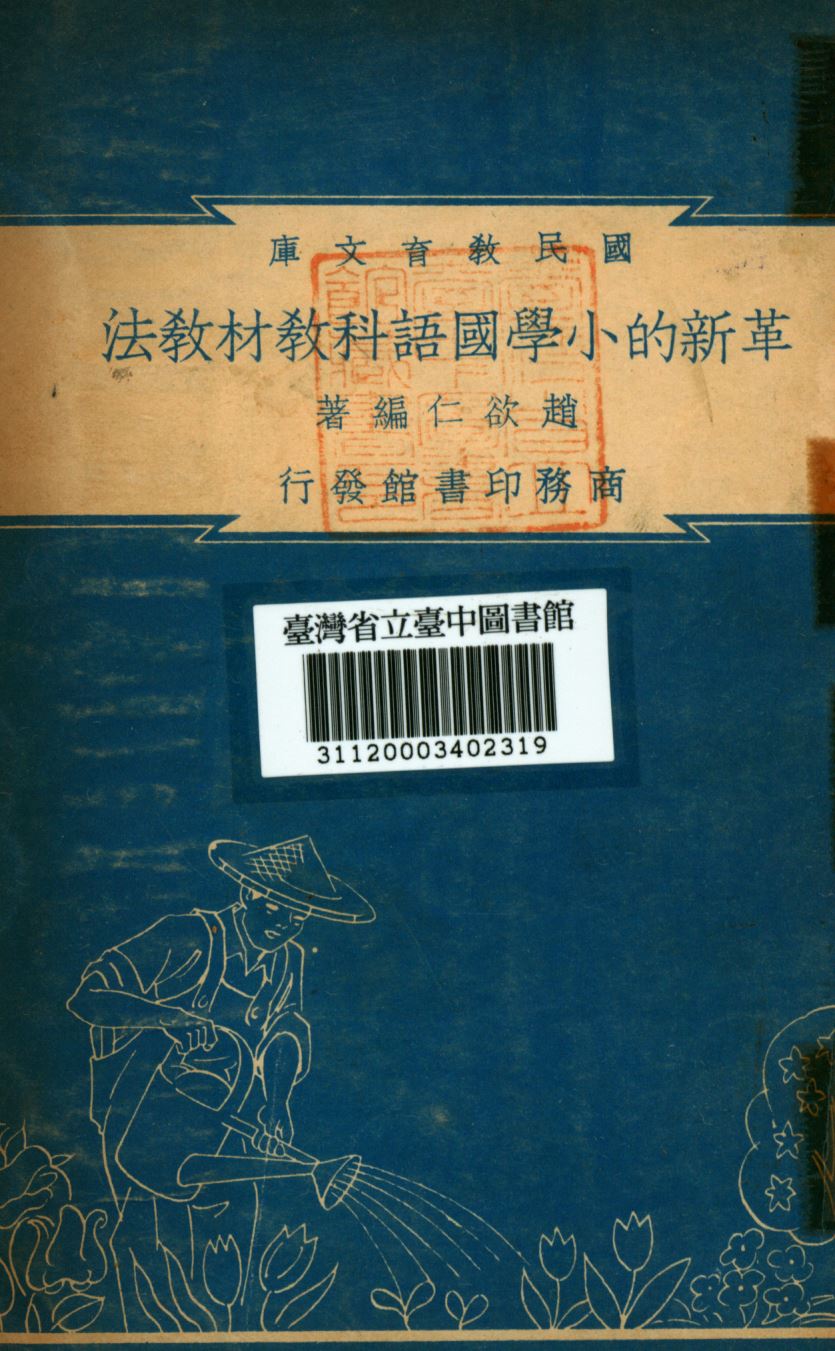 國民教育文庫
革新的小學國語科教材教法
趙欲仁編著
商務印書館發行
臺灣省立臺中圖書館
31120003402319